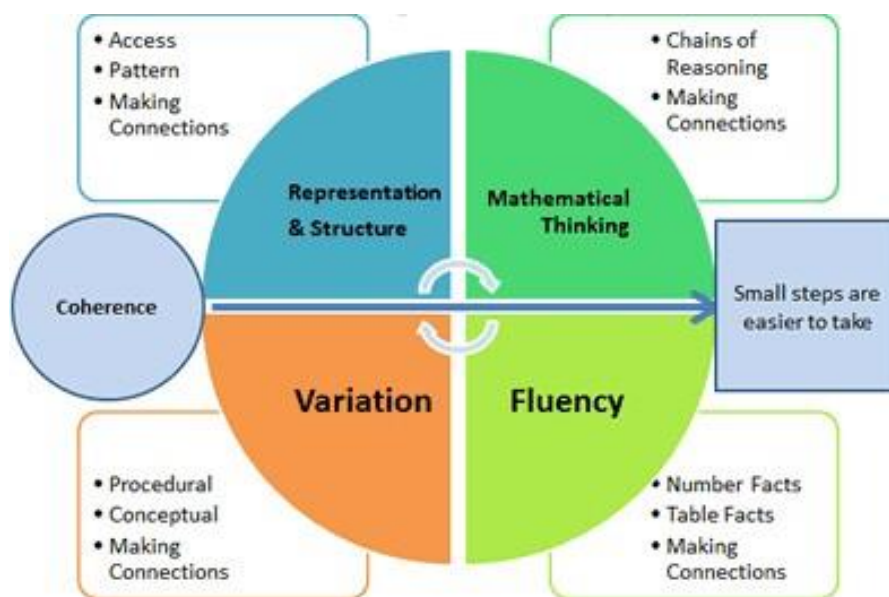 • Access
• Pattern
• Making
Connections
• Chains of
Reasoning
• Making
Connections
Representation
& Structure
Mathematical
Thinking
Coherence
Small steps are
easier to take
Variation
Fluency
• Procedural
• Conceptual
• Making
Connections
• Number Facts
• Table Facts
• Making
Connections